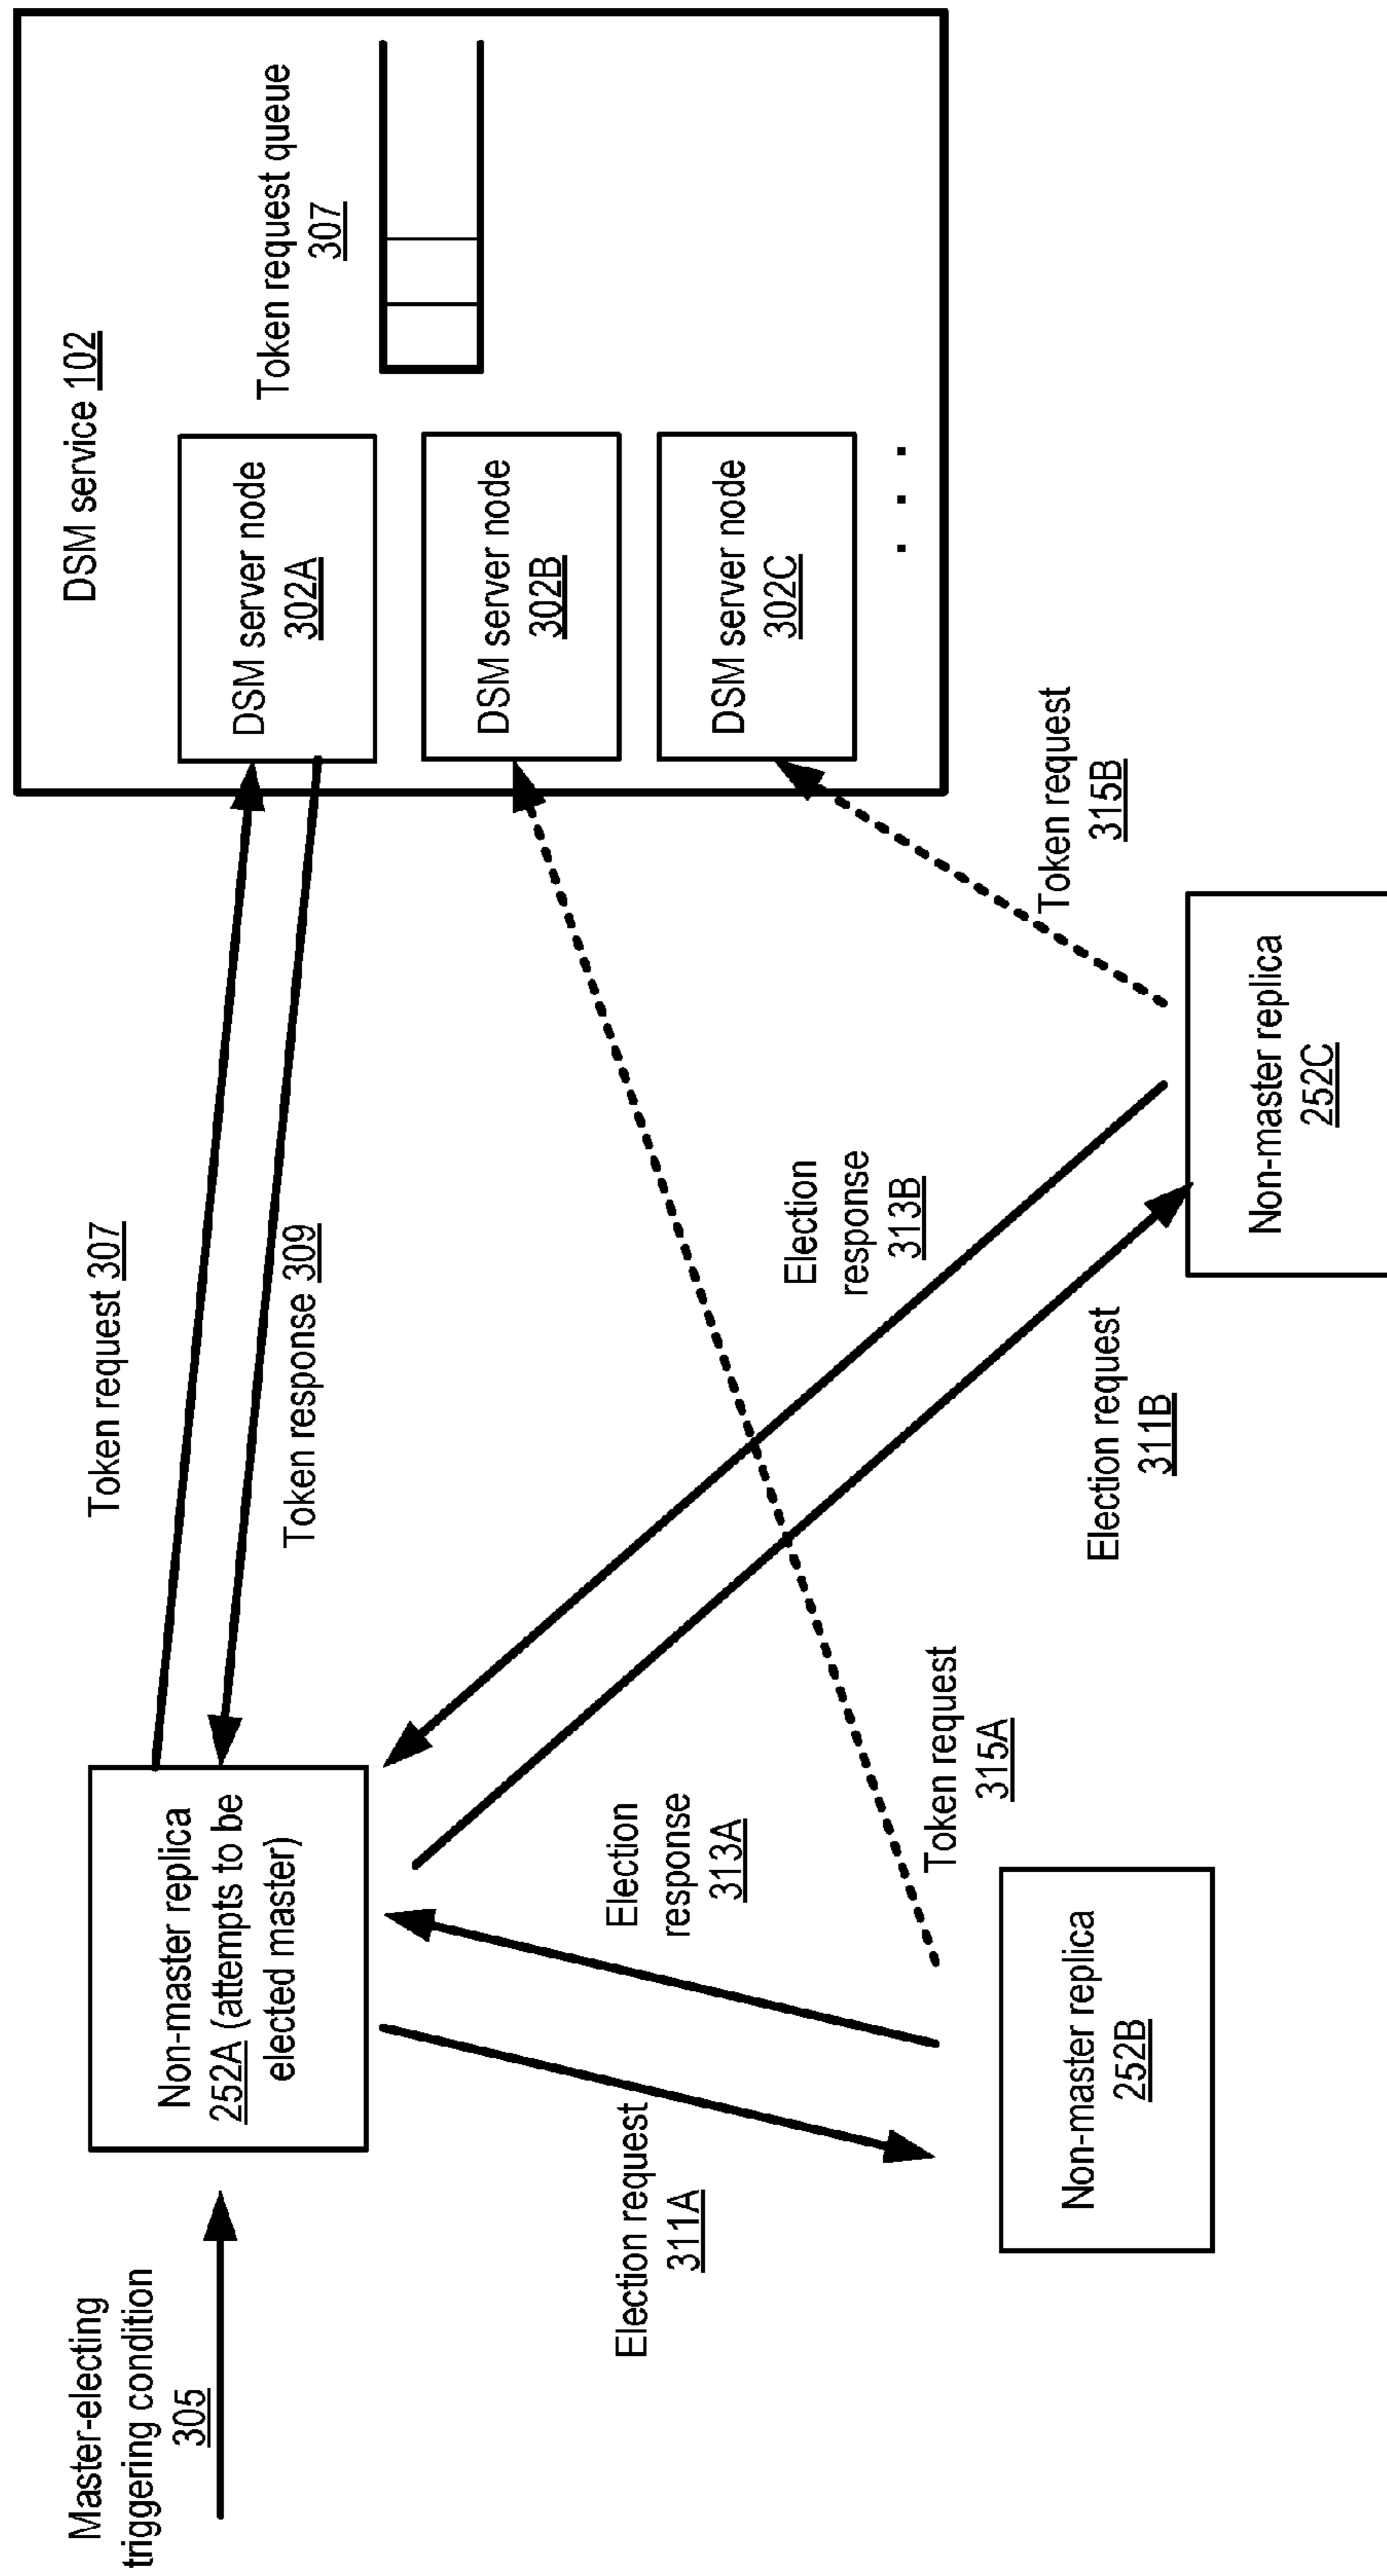 Master-electing
triggering condition
305
Non-master replica
252A (attempts to be
elected master)
Token request 307
Token response 309
DSM service 102
DSM server node
302A
Token request queue
307
DSM server node
302B
DSM server node
302C
. . .
Election request
311A
Election
response
313A
Election
response
313B
Election request
311B
Token request
315A
Token request
315B
Non-master replica
252B
Non-master replica
252C